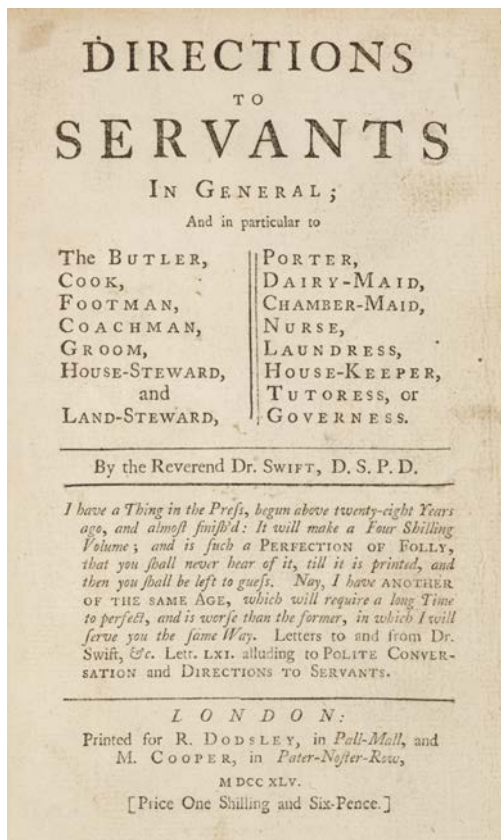 DIRECTIONS
TO
SERVANTS
IN GENERAL;
And in particular to
The BUTLER,
COOK,
FOOTMAN,
COACHMAN,
GROOM,
HOUSE-STEWARD,
and
LAND-STEWARD,
PORTER,
DAIRY-MAID,
CHAMBER-MAID,
NURSE,
LAUNDRESS,
HOUSE-KEEPER,
TUTORESS, or
GOVERNESS.
By the Reverend Dr. SWIFT, D. S. P. D.
I have a Thing in the Preſs, begun above twenty-eight Years
ago, and almoſt finiſh'd: It will make a Four Shilling
Volume; and is ſuch a PERFECTION OF FOLLY,
that you ſhall never hear of it, till it is printed, and
then you ſhall be left to gueſs. Nay, I have ANOTHER
OF THE SAME AGE, which will require a long Time
to perfect, and is worſe than the former, in which I will
ſerve you the ſame Way. Letters to and from Dr.
Swift, &c. Letr. LXI. alluding to POLITE CONVER-
SATION and DIRECTIONS TO SERVANTS.
LONDON:
Printed for R. DODSLEY, in Pall-Mall, and
M. COOPER, in Pater-Noſter-Row,
M DCC XLV.
[Price One Shilling and Six-Pence.]